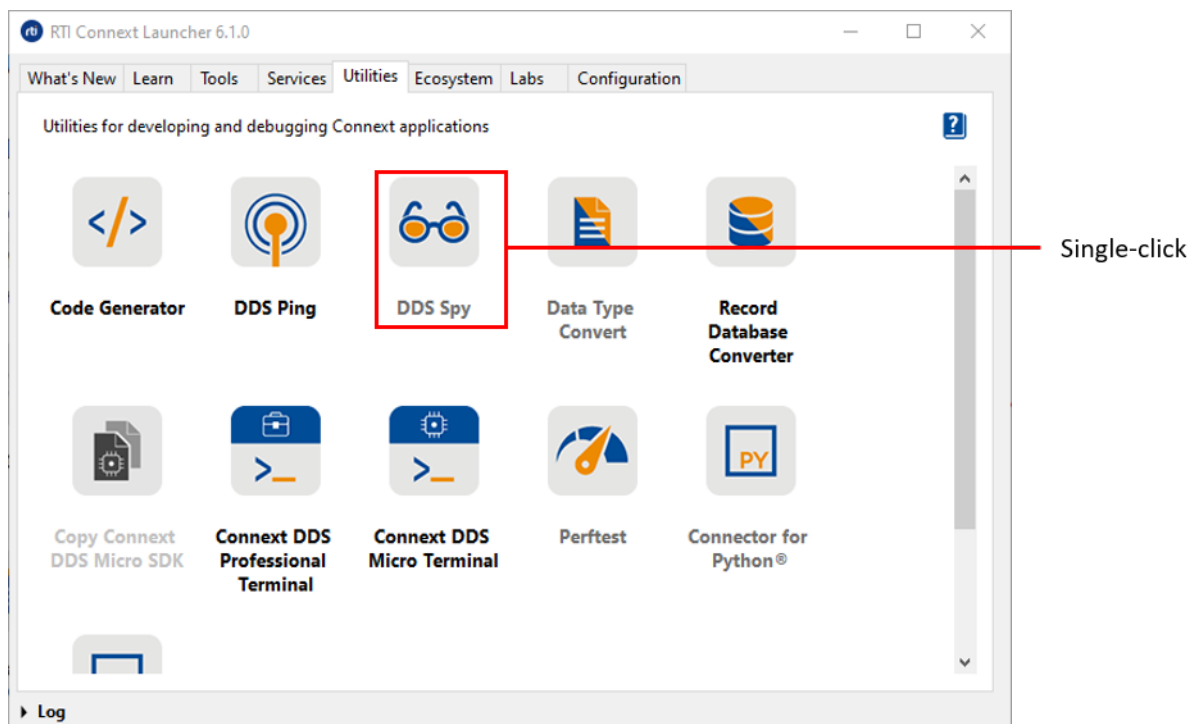 rti RTI Connext Launcher 6.1.0
What's New Learn Tools Services Utilities Ecosystem Labs Configuration
Utilities for developing and debugging Connext applications
?
Single-click
</>
Code Generator
DDS Ping
DDS Spy
Data Type
Convert
Record
Database
Converter
>_
>_
PY
Copy Connext
DDS Micro SDK
Connext DDS
Professional
Terminal
Connext DDS
Micro Terminal
Perftest
Connector for
Python®
Log